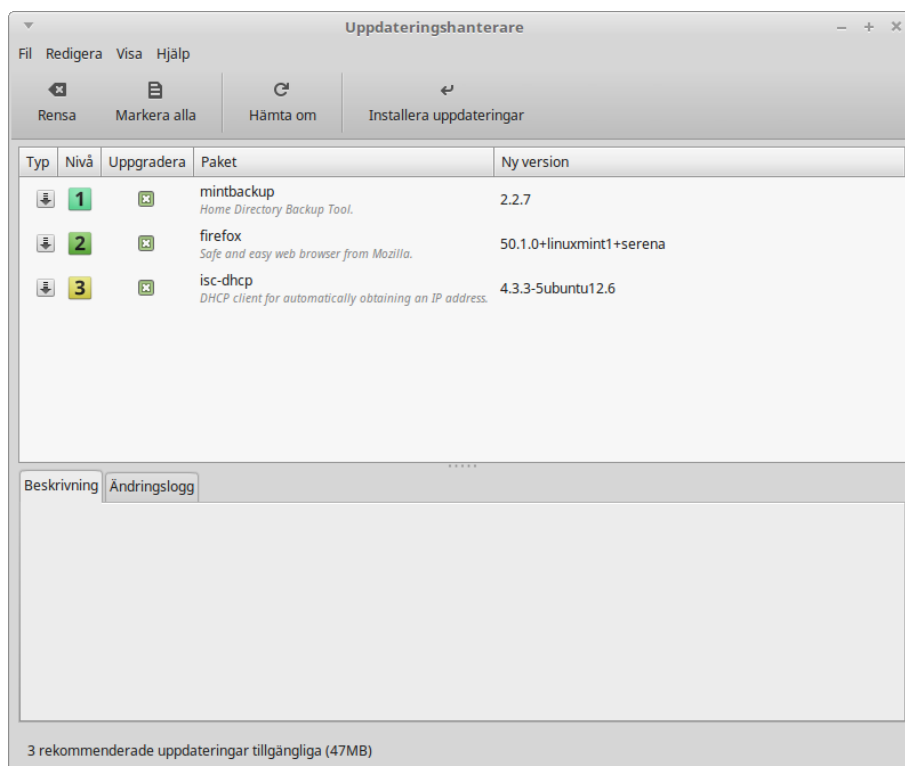 Uppdateringshanterare
Fil Redigera Visa Hjälp
Rensa Markera alla Hämta om Installera uppdateringar
Typ Nivå Uppgradera Paket Ny version
1 mintbackup 2.2.7
Home Directory Backup Tool.
2 firefox 50.1.0+linuxmint1+serena
Safe and easy web browser from Mozilla.
3 isc-dhcp 4.3.3-5ubuntu12.6
DHCP client for automatically obtaining an IP address.
Beskrivning Ändringslogg
3 rekommenderade uppdateringar tillgängliga (47MB)